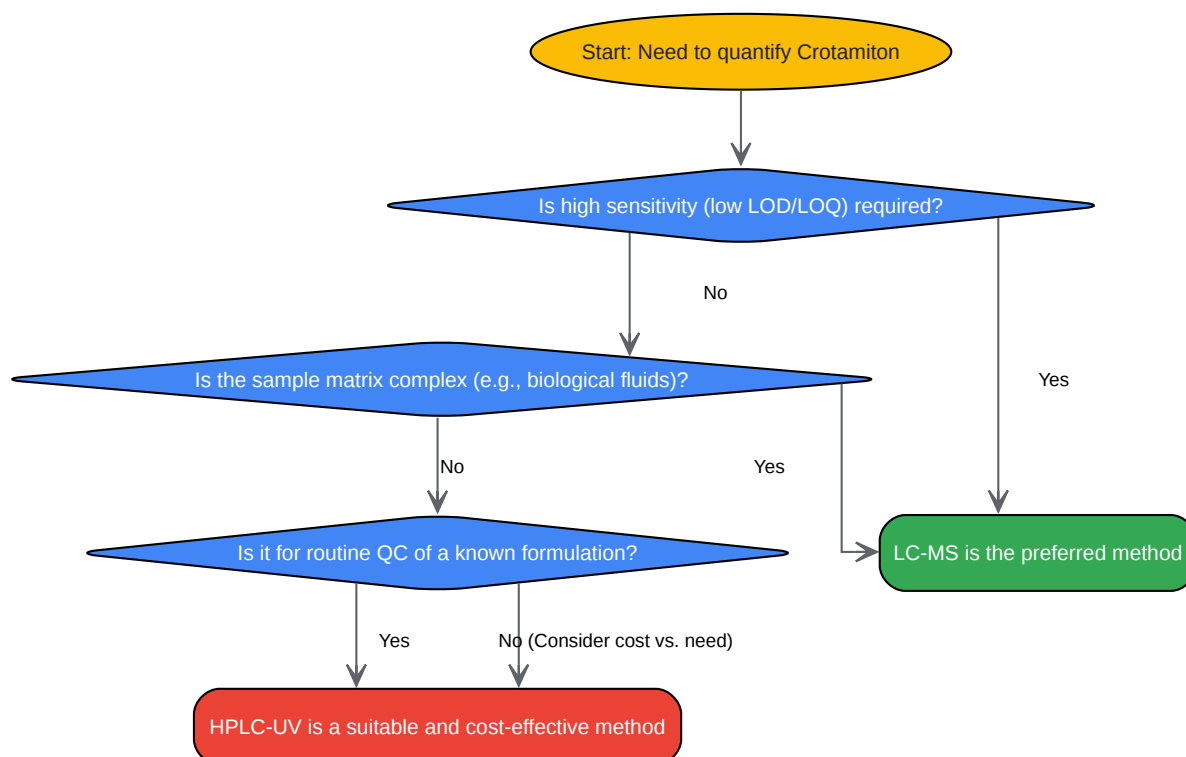 Start: Need to quantify Crotamiton
Is high sensitivity (low LOD/LOQ) required?
No
Is the sample matrix complex (e.g., biological fluids)?
Yes
No
Yes
Is it for routine QC of a known formulation?
LC-MS is the preferred method
Yes
No (Consider cost vs. need)
HPLC-UV is a suitable and cost-effective method